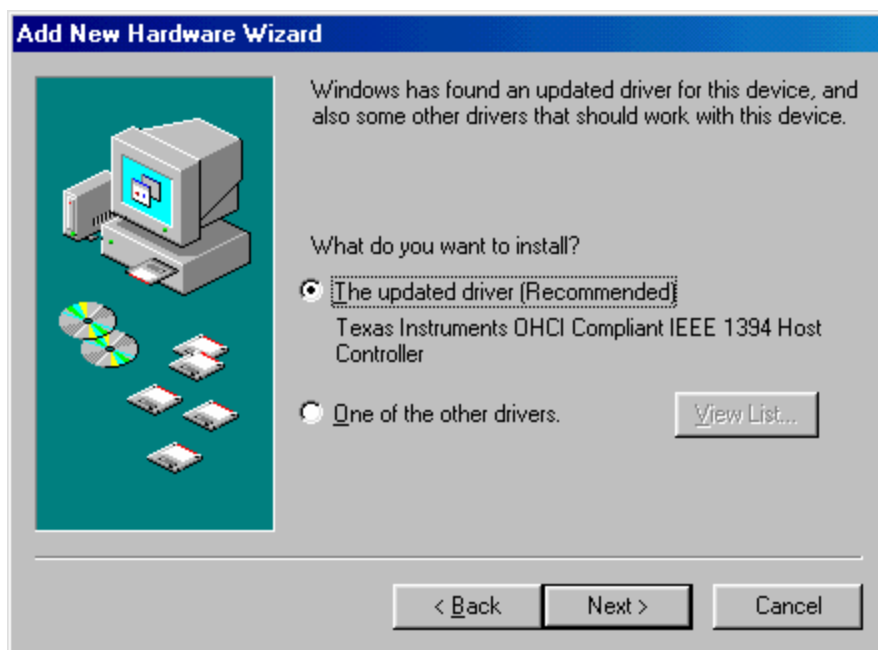 Add New Hardware Wizard
Windows has found an updated driver for this device, and
also some other drivers that should work with this device.
What do you want to install?
The updated driver (Recommended)
Texas Instruments OHCI Compliant IEEE 1394 Host
Controller
One of the other drivers.
View List...
< Back
Next >
Cancel